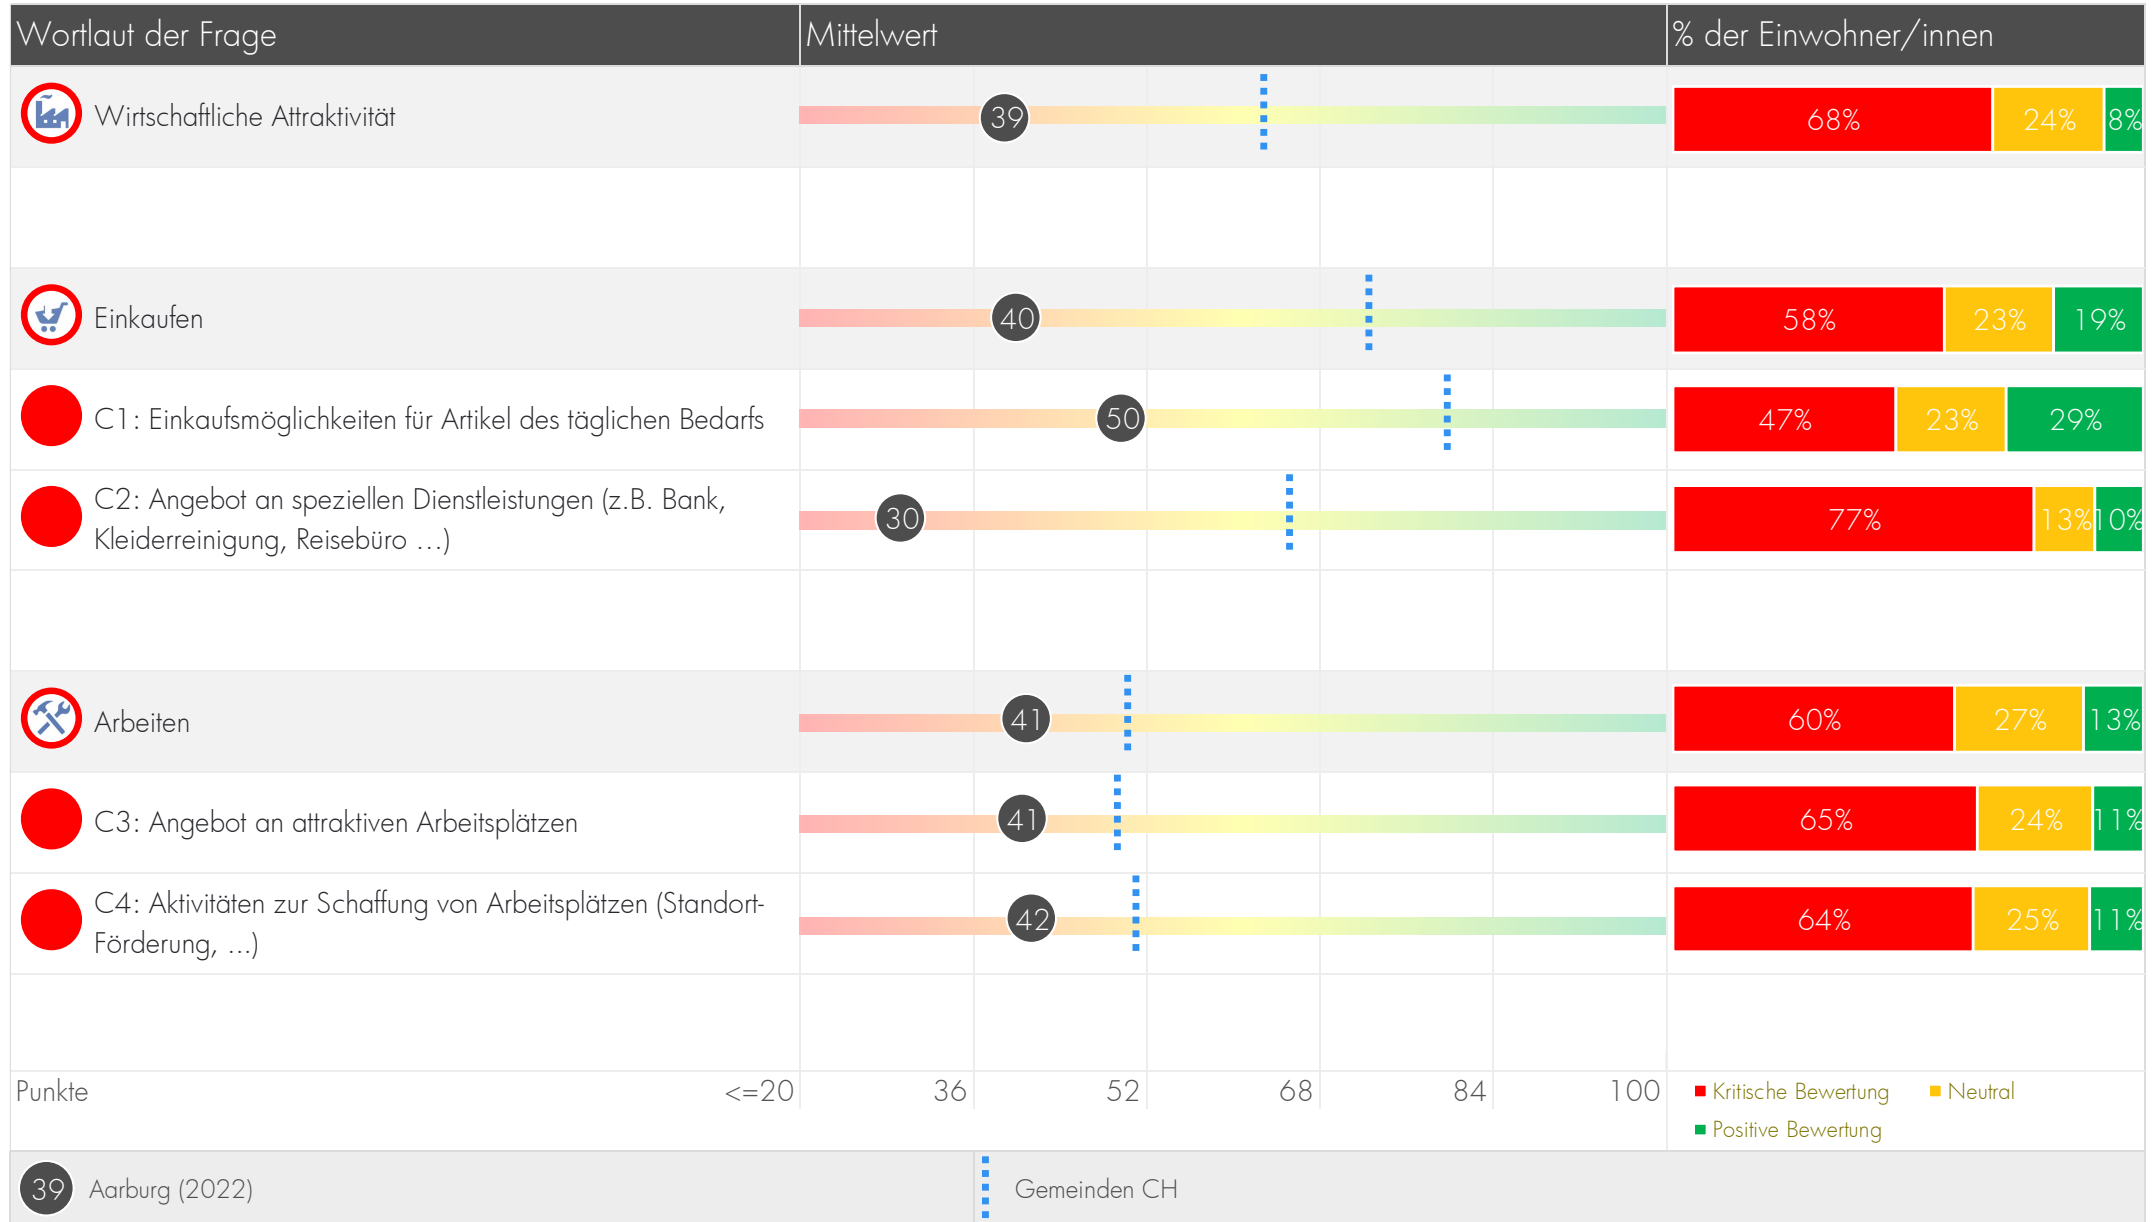 Wortlaut der Frage
Mittelwert
% der Einwohner/innen
Wirtschaftliche Attraktivität
39
68%
24%
8%
Einkaufen
40
58%
23%
19%
C1: Einkaufsmöglichkeiten für Artikel des täglichen Bedarfs
50
47%
23%
29%
C2: Angebot an speziellen Dienstleistungen (z.B. Bank,
Kleiderreinigung, Reisebüro ...)
30
77%
13%
10%
Arbeiten
41
60%
27%
13%
C3: Angebot an attraktiven Arbeitsplätzen
41
65%
24%
11%
C4: Aktivitäten zur Schaffung von Arbeitsplätzen (Standort-
Förderung, ...)
42
64%
25%
11%
Punkte
<=20
36
52
68
84
100
Kritische Bewertung
Neutral
Positive Bewertung
39
Aarburg (2022)
Gemeinden CH